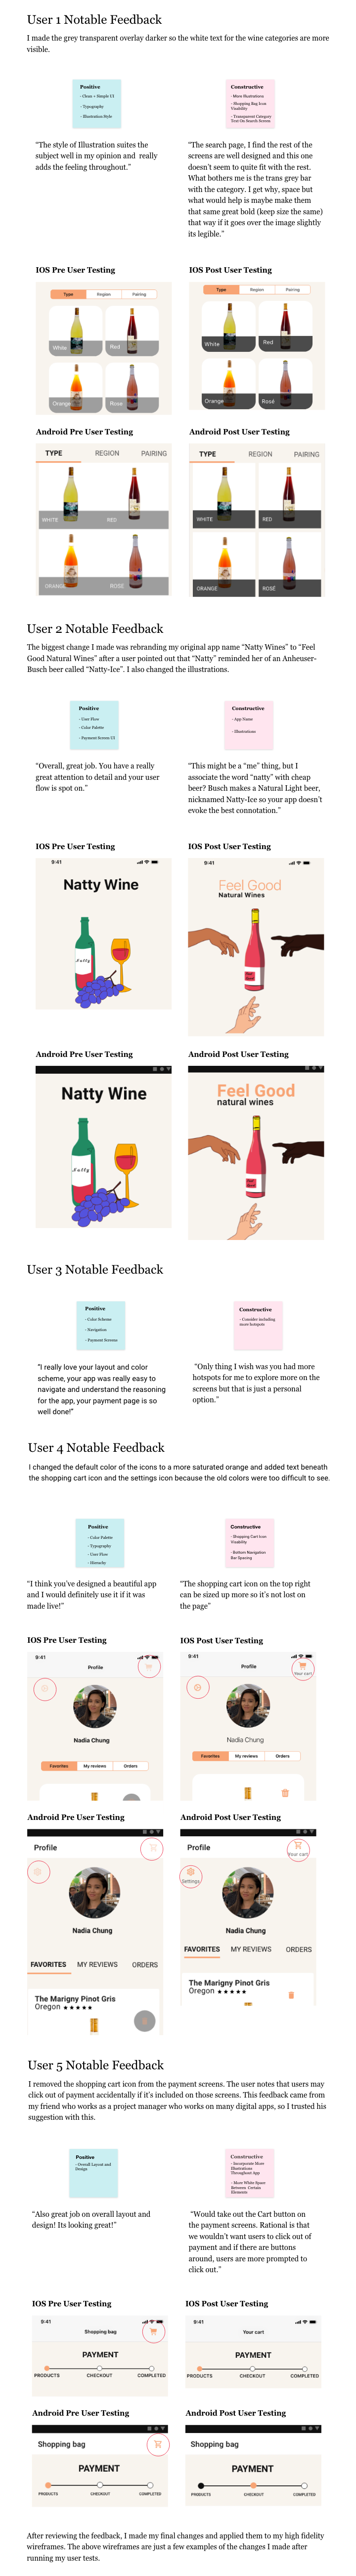 User 1 Notable Feedback
I made the grey transparent overlay darker so the white text for the wine categories are more
visible.
Positive
- Clean + Simple UI
- Typography
- Illustration Style
Constructive
- More Illustrations
- Shopping Bag Icon
Visability
- Transparent Category
Text On Search Screen
“The style of Illustration suites the
subject well in my opinion and really
adds the feeling throughout.”
“The search page, I find the rest of the
screens are well designed and this one
doesn’t seem to quite fit with the rest.
What bothers me is the trans grey bar
with the category. I get why, space but
what would help is maybe make them
that same great bold (keep size the same)
that way if it goes over the image slightly
its legible.”
IOS Pre User Testing
IOS Post User Testing
Type Region Pairing
White Red
Orange Rose
Type Region Pairing
White Red
Orange Rosé
Android Pre User Testing
Android Post User Testing
TYPE REGION PAIRING
WHITE RED
ORANGE ROSE
TYPE REGION PAIRING
WHITE RED
ORANGE ROSÉ
User 2 Notable Feedback
The biggest change I made was rebranding my original app name “Natty Wines” to “Feel
Good Natural Wines” after a user pointed out that “Natty” reminded her of an Anheuser-
Busch beer called “Natty-Ice”. I also changed the illustrations.
Positive
- User Flow
- Color Palette
- Payment Screen UI
Constructive
- App Name
- Illustrations
“Overall, great job. You have a really
great attention to detail and your user
flow is spot on.”
“This might be a “me” thing, but I
associate the word “natty” with cheap
beer? Busch makes a Natural Light beer,
nicknamed Natty-Ice so your app doesn’t
evoke the best connotation.”
IOS Pre User Testing
IOS Post User Testing
9:41
Natty Wine
Natty
9:41
Feel Good
Natural Wines
Android Pre User Testing
Android Post User Testing
Natty Wine
Natty
Feel Good
natural wines
User 3 Notable Feedback
Positive
- Color Scheme
- Navigation
- Payment Screens
Constructive
- Consider including
more hotspots
“I really love your layout and color
scheme, your app was really easy to
navigate and understand the reasoning
for the app, your payment page is so
well done!”
“Only thing I wish was you had more
hotspots for me to explore more on the
screens but that is just a personal
option.”
User 4 Notable Feedback
I changed the default color of the icons to a more saturated orange and added text beneath
the shopping cart icon and the settings icon because the old colors were too difficult to see.
Positive
- Color Palette
- Typography
- User Flow
- Hierachy
Constructive
- Shopping Cart Icon
Visability
- Bottom Navigation
Bar Spacing
“I think you’ve designed a beautiful app
and I would definitely use it if it was
made live!”
“The shopping cart icon on the top right
can be sized up more so it’s not lost on
the page”
IOS Pre User Testing
IOS Post User Testing
9:41
Profile
Nadia Chung
Favorites My reviews Orders
9:41
Profile
Your cart
Nadia Chung
Favorites My reviews Orders
Android Pre User Testing
Android Post User Testing
Profile
Nadia Chung
FAVORITES MY REVIEWS ORDERS
The Marigny Pinot Gris
Oregon ★★★★★
Profile
Your cart
Settings
Nadia Chung
FAVORITES MY REVIEWS ORDERS
The Marigny Pinot Gris
Oregon ★★★★★
User 5 Notable Feedback
I removed the shopping cart icon from the payment screens. The user notes that users may
click out of payment accidentally if it’s included on those screens. This feedback came from
my friend who works as a project manager who works on many digital apps, so I trusted his
suggestion with this.
Positive
- Overall Layout and
Design
Constructive
- Incorporate More
Illustrations
Throughout App
- More White Space
Between Certain
Elements
“Also great job on overall layout and
design! Its looking great!”
“Would take out the Cart button on
the payment screens. Rational is that
we wouldn’t want users to click out of
payment and if there are buttons
around, users are more prompted to
click out.”
IOS Pre User Testing
IOS Post User Testing
9:41
Shopping bag
PAYMENT
PRODUCTS CHECKOUT COMPLETED
9:41
Your cart
PAYMENT
PRODUCTS CHECKOUT COMPLETED
Android Pre User Testing
Android Post User Testing
Shopping bag
PAYMENT
PRODUCTS CHECKOUT COMPLETED
Shopping bag
PAYMENT
PRODUCTS CHECKOUT COMPLETED
After reviewing the feedback, I made my final changes and applied them to my high fidelity
wireframes. The above wireframes are just a few examples of the changes I made after
running my user tests.